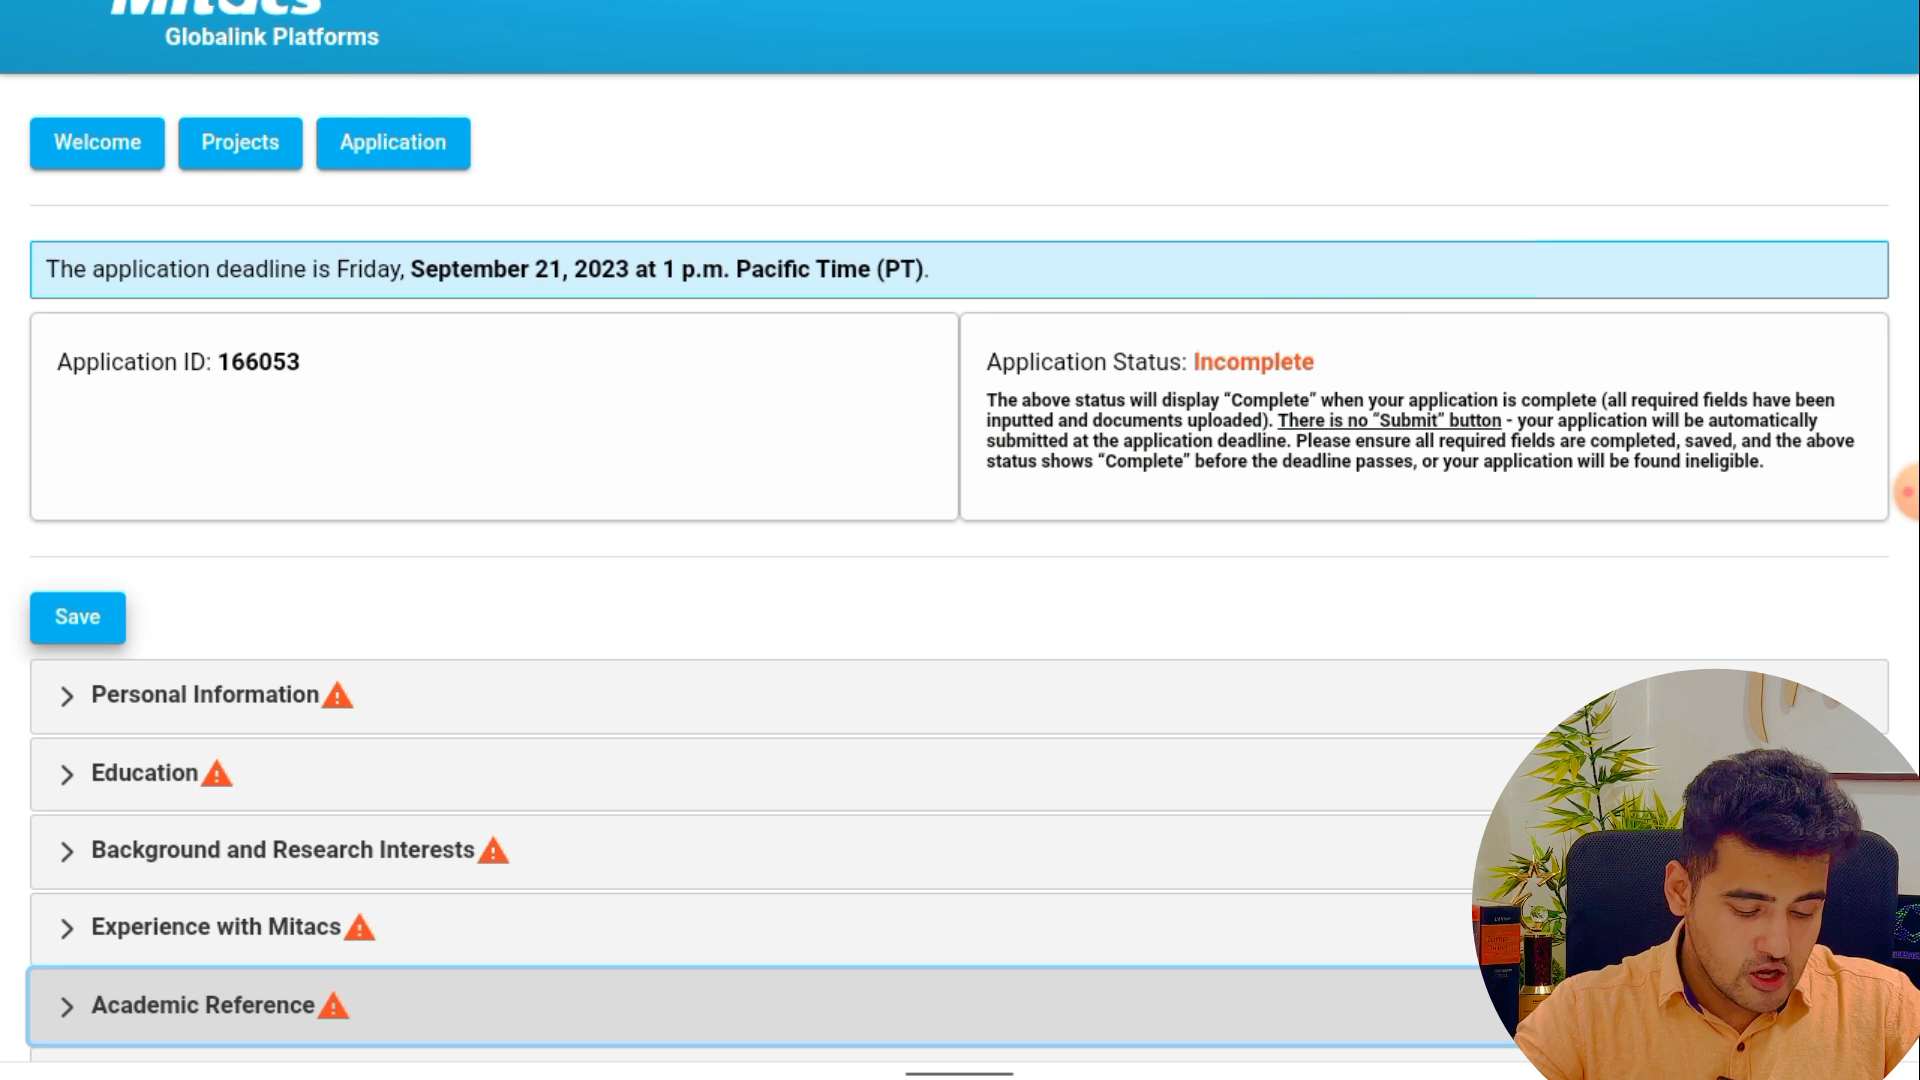 Mitacs
Globalink Platforms
Welcome Projects Application
The application deadline is Friday, September 21, 2023 at 1 p.m. Pacific Time (PT).
Application ID: 166053
Application Status: Incomplete
The above status will display “Complete” when your application is complete (all required fields have been
inputted and documents uploaded). There is no “Submit” button - your application will be automatically
submitted at the application deadline. Please ensure all required fields are completed, saved, and the above
status shows “Complete” before the deadline passes, or your application will be found ineligible.
Save
Personal Information
Education
Background and Research Interests
Experience with Mitacs
Academic Reference